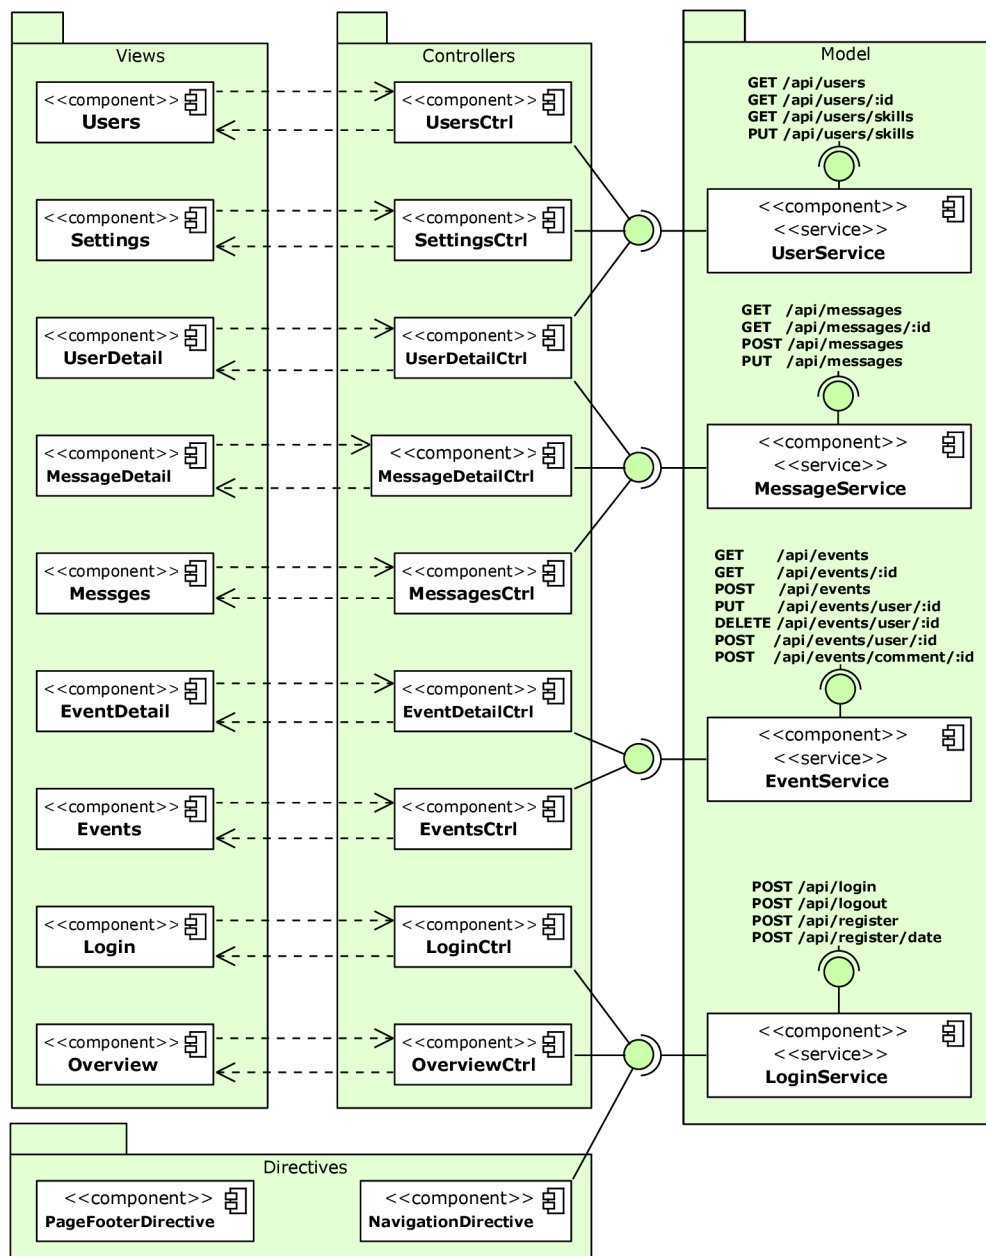 Views
<<component>>
Users
<<component>>
Settings
<<component>>
UserDetail
<<component>>
MessageDetail
<<component>>
Messges
<<component>>
EventDetail
<<component>>
Events
<<component>>
Login
<<component>>
Overview
Controllers
<<component>>
UsersCtrl
<<component>>
SettingsCtrl
<<component>>
UserDetailCtrl
<<component>>
MessageDetailCtrl
<<component>>
MessagesCtrl
<<component>>
EventDetailCtrl
<<component>>
EventsCtrl
<<component>>
LoginCtrl
<<component>>
OverviewCtrl
Model
GET /api/users
GET /api/users/:id
GET /api/users/skills
PUT /api/users/skills
<<component>>
<<service>>
UserService
GET /api/messages
GET /api/messages/:id
POST /api/messages
PUT /api/messages
<<component>>
<<service>>
MessageService
GET /api/events
GET /api/events/:id
POST /api/events
PUT /api/events/user/:id
DELETE /api/events/user/:id
POST /api/events/user/:id
POST /api/events/comment/:id
<<component>>
<<service>>
EventService
POST /api/login
POST /api/logout
POST /api/register
POST /api/register/date
<<component>>
<<service>>
LoginService
Directives
<<component>>
PageFooterDirective
<<component>>
NavigationDirective